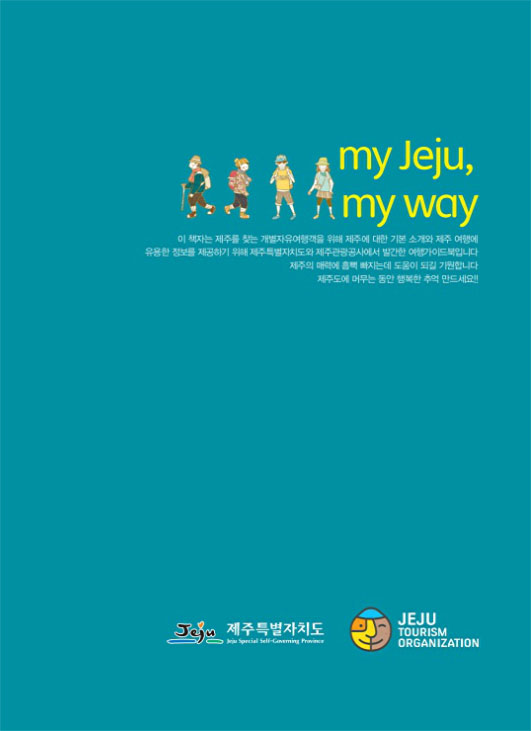 my Jeju,
my way
이 책자는 제주를 찾는 개별자유여행객을 위해 제주에 대한 기본 소개와 제주 여행에
유용한 정보를 제공하기 위해 제주특별자치도와 제주관광공사에서 발간한 여행가이드북입니다
제주의 매력에 흠뻑 빠지는데 도움이 되길 기원합니다
제주도에 머무는 동안 행복한 추억 만드세요!!
Jeju 제주특별자치도
Jeju Special Self-Governing Province
JEJU
TOURISM
ORGANIZATION